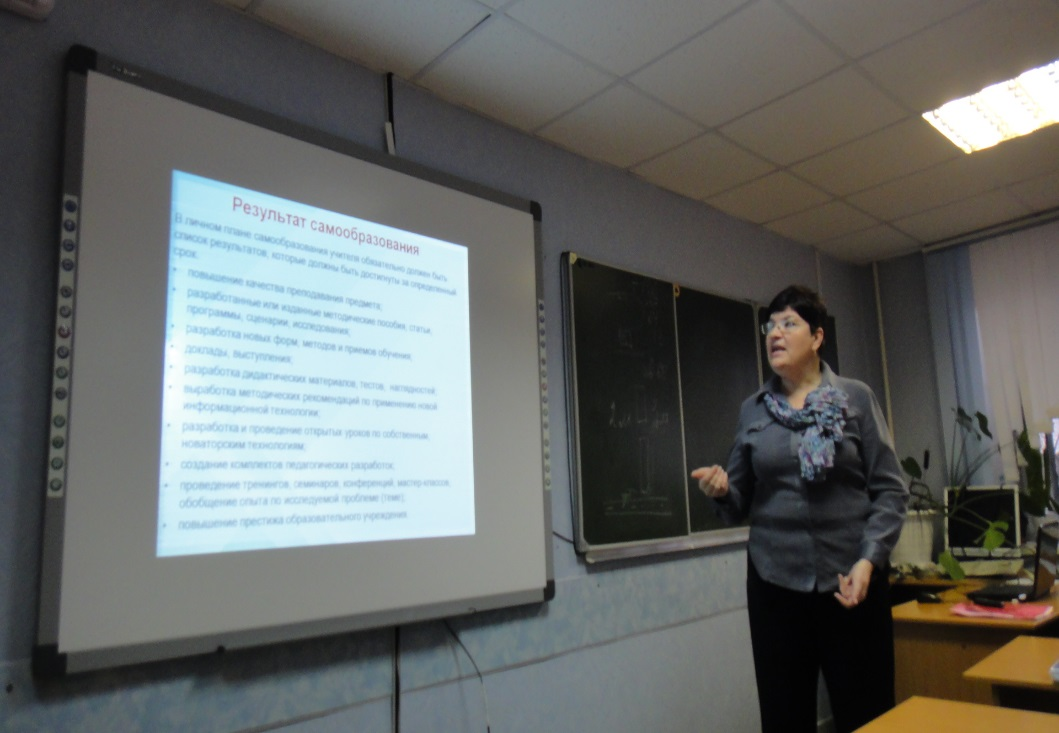 Результат самообразования
В личном плане самообразования учителя обязательно должен быть
список результатов, которые должны быть достигнуты за определенный
срок:
• повышение качества преподавания предмета;
• разработанные или изданные методические пособия, статьи,
программы, сценарии, исследования;
• разработка новых форм, методов и приемов обучения;
• доклады, выступления;
• разработка дидактических материалов, тестов, наглядностей;
• выработка методических рекомендаций по применению новой
информационной технологии;
• разработка и проведение открытых уроков по собственным,
новаторским технологиям;
• создание комплектов педагогических разработок;
• проведение тренингов, семинаров, конференций, мастер-классов,
обобщение опыта по исследуемой проблеме (теме);
• повышение престижа образовательного учреждения.